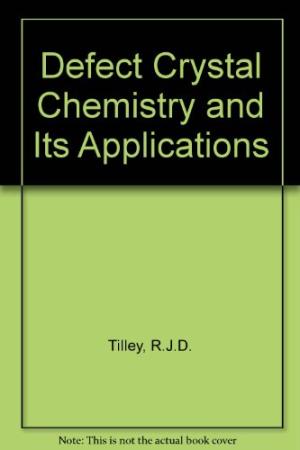 Defect Crystal
Chemistry and
Its Applications
Tilley, R.J.D.
Note: This is not the actual book cover